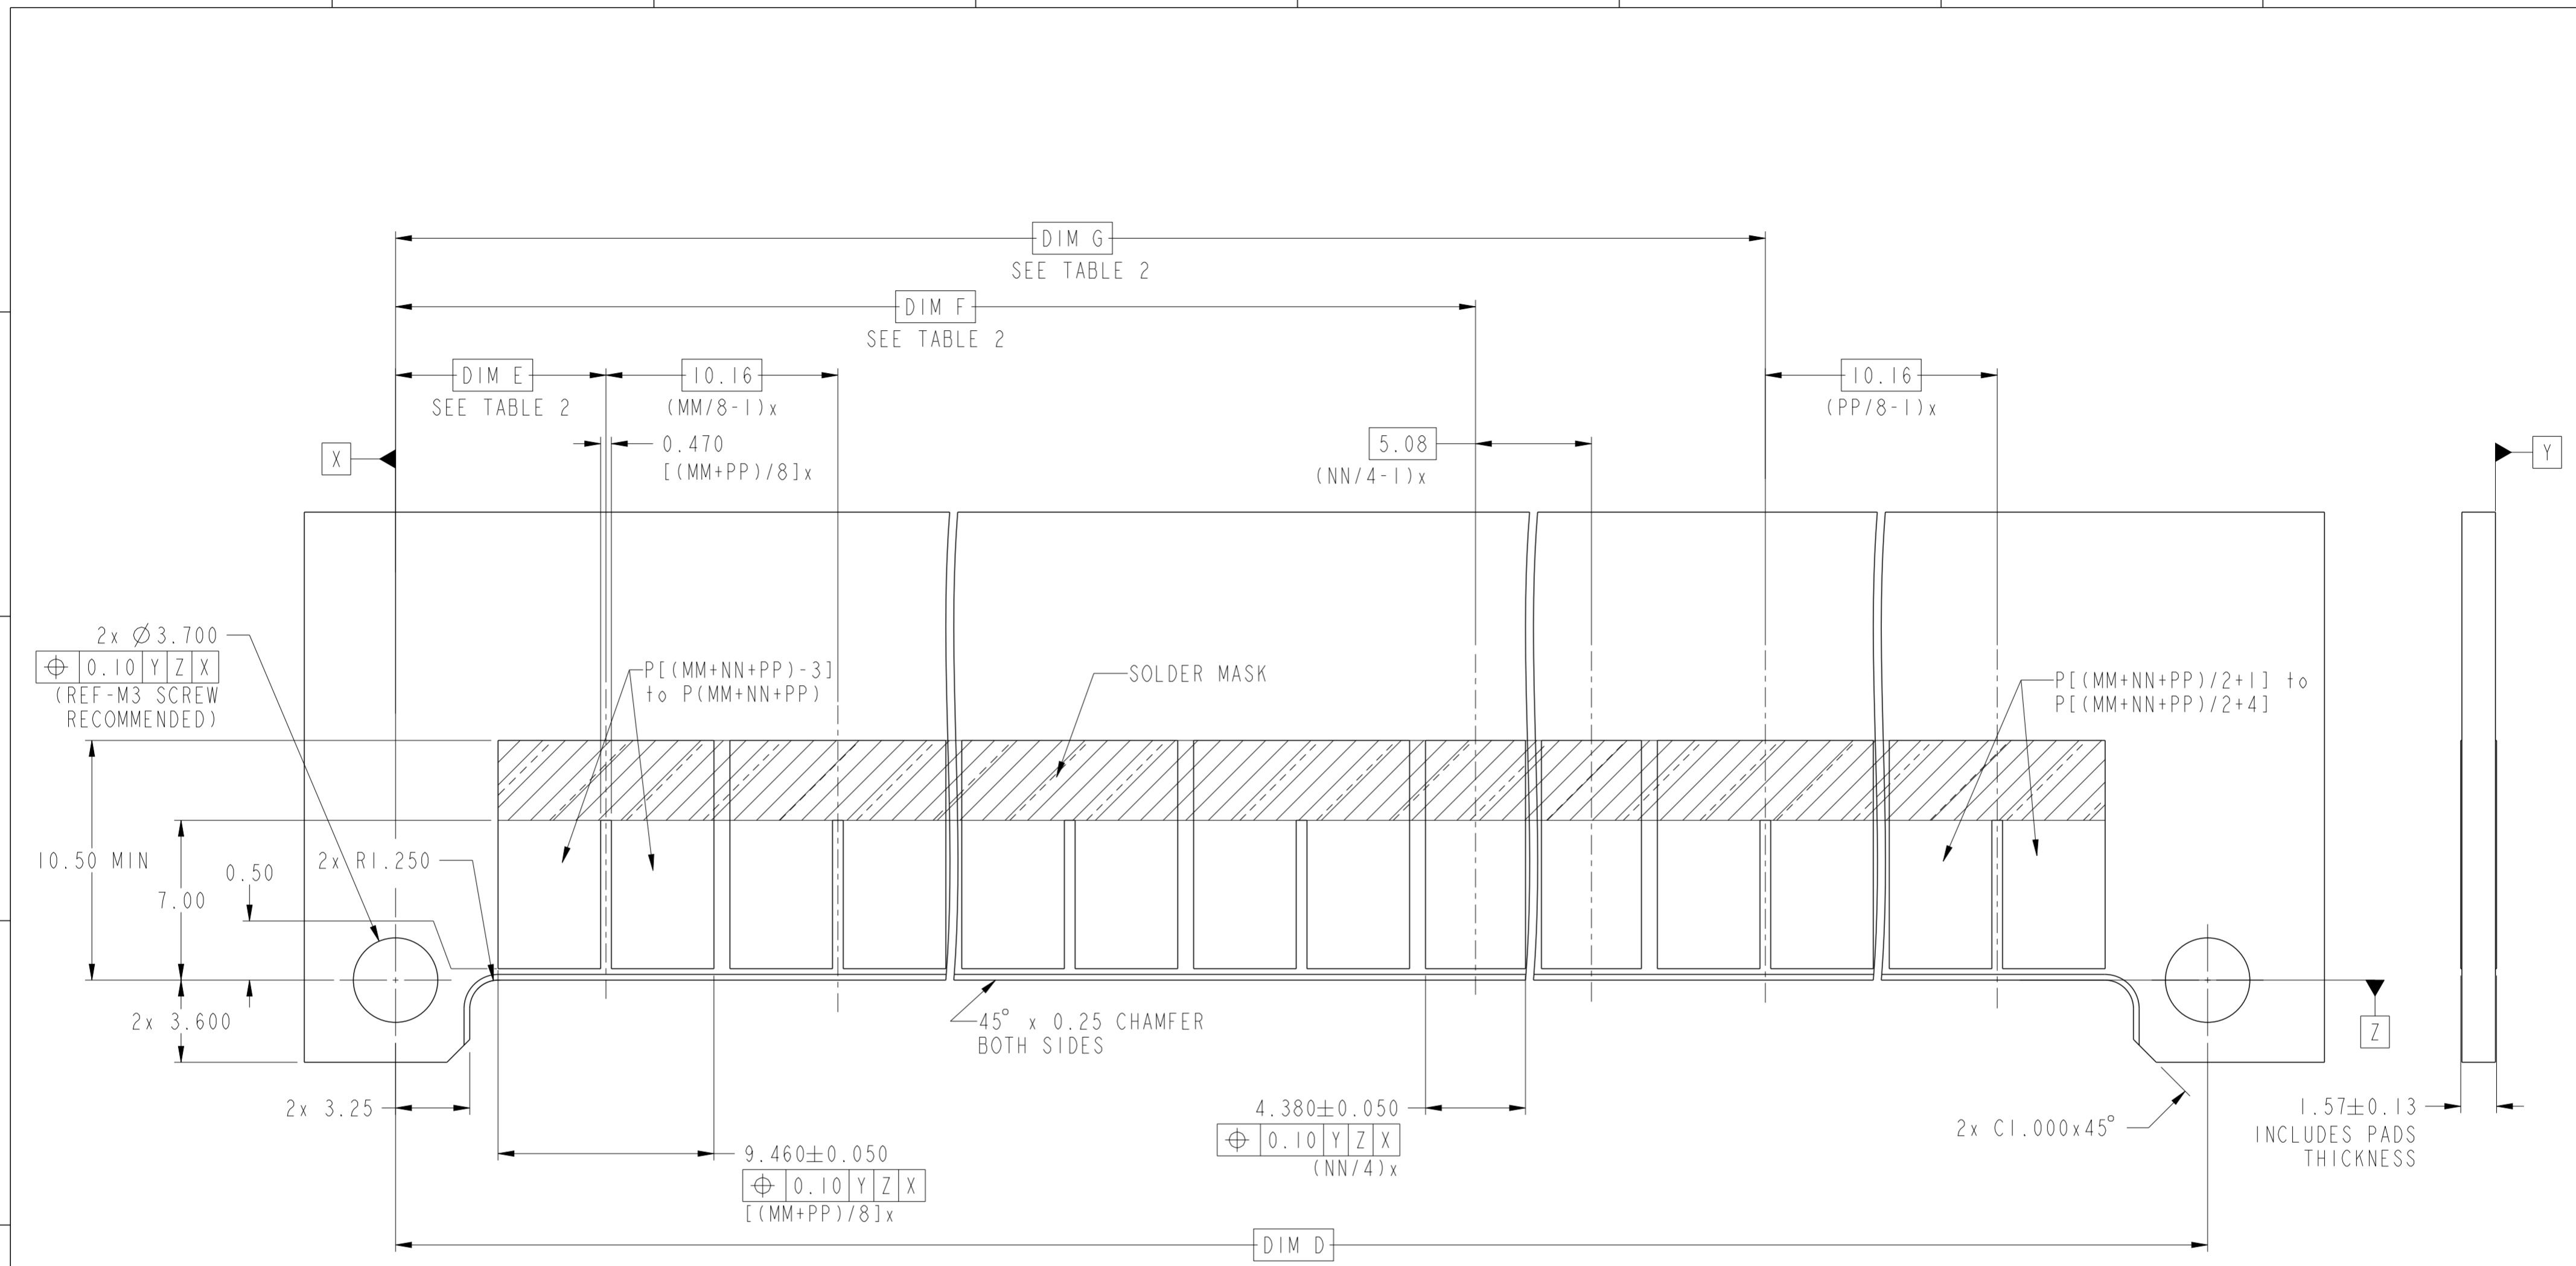 DIM G
SEE TABLE 2
DIM F
SEE TABLE 2
DIM E
SEE TABLE 2
10.16
(MM/8-1)x
10.16
(PP/8-1)x
0.470
[(MM+PP)/8]x
5.08
(NN/4-1)x
X
Y
2x Ø3.700
⌖ 0.10 Y Z X
(REF-M3 SCREW
RECOMMENDED)
P[(MM+NN+PP)-3]
to P(MM+NN+PP)
SOLDER MASK
P[(MM+NN+PP)/2+1] to
P[(MM+NN+PP)/2+4]
10.50 MIN
7.00
0.50
2x R1.250
2x 3.600
45° x 0.25 CHAMFER
BOTH SIDES
Z
2x 3.25
4.380±0.050
⌖ 0.10 Y Z X
(NN/4)x
2x C1.000x45°
1.57±0.13
INCLUDES PADS
THICKNESS
9.460±0.050
⌖ 0.10 Y Z X
[(MM+PP)/8]x
DIM D